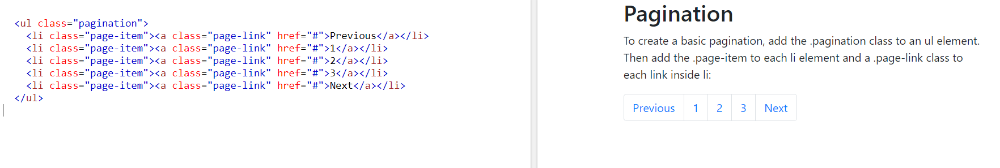 <ul class="pagination">
<li class="page-item"><a class="page-link" href="#">Previous</a></li>
<li class="page-item"><a class="page-link" href="#">1</a></li>
<li class="page-item"><a class="page-link" href="#">2</a></li>
<li class="page-item"><a class="page-link" href="#">3</a></li>
<li class="page-item"><a class="page-link" href="#">Next</a></li>
</ul>
Pagination
To create a basic pagination, add the .pagination class to an ul element.
Then add the .page-item to each li element and a .page-link class to
each link inside li:
Previous 1 2 3 Next